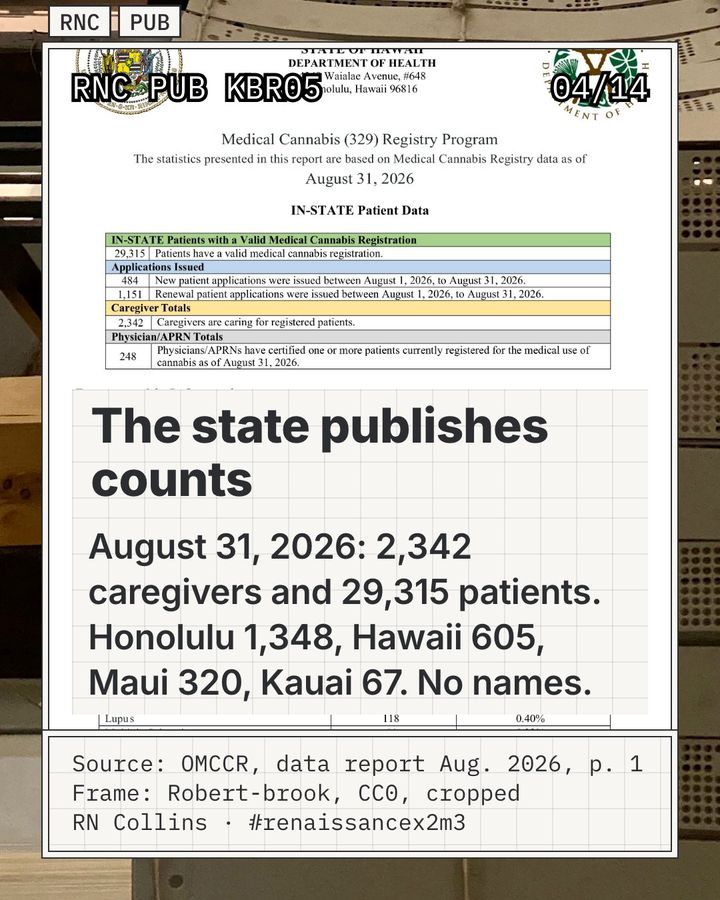 RNC PUB
STATE OF HAWAII
DEPARTMENT OF HEALTH
Waialae Avenue, #648
Honolulu, Hawaii 96816
RNC PUB KBR05 04/14
Medical Cannabis (329) Registry Program
The statistics presented in this report are based on Medical Cannabis Registry data as of
August 31, 2026
IN-STATE Patient Data
IN-STATE Patients with a Valid Medical Cannabis Registration
29,315 Patients have a valid medical cannabis registration.
Applications Issued
484 New patient applications were issued between August 1, 2026, to August 31, 2026.
1,151 Renewal patient applications were issued between August 1, 2026, to August 31, 2026.
Caregiver Totals
2,342 Caregivers are caring for registered patients.
Physician/APRN Totals
248 Physicians/APRNs have certified one or more patients currently registered for the medical use of
cannabis as of August 31, 2026.
The state publishes
counts
August 31, 2026: 2,342
caregivers and 29,315 patients.
Honolulu 1,348, Hawaii 605,
Maui 320, Kauai 67. No names.
Lupus 118 0.40%
Source: OMCCR, data report Aug. 2026, p. 1
Frame: Robert-brook, CC0, cropped
RN Collins · #renaissancex2m3